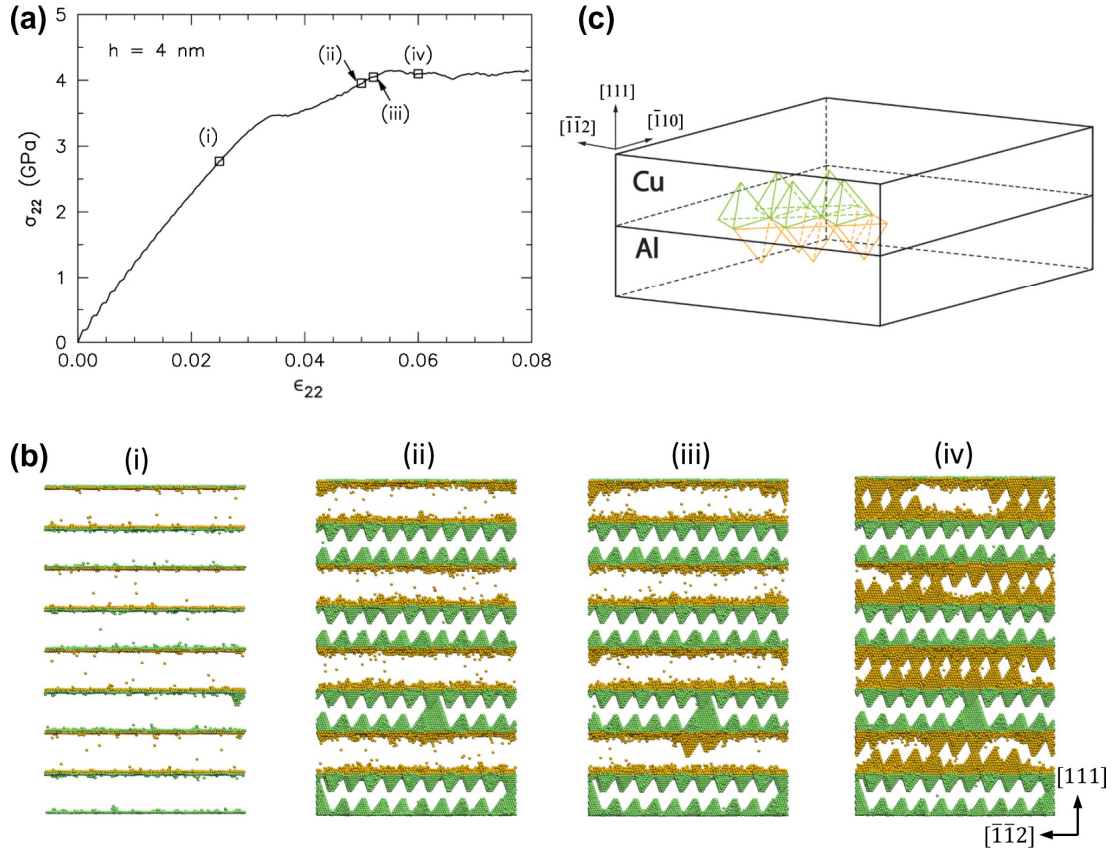 (a)
h = 4 nm
(i)
(ii)
(iii)
(iv)
5
4
3
2
1
0
σ22 (GPa)
0.00
0.02
0.04
0.06
0.08
ϵ22
(c)
[111]
[1̅1̅2]
[1̅10]
Cu
Al
(b)
(i)
(ii)
(iii)
(iv)
[111]
[1̅1̅2]